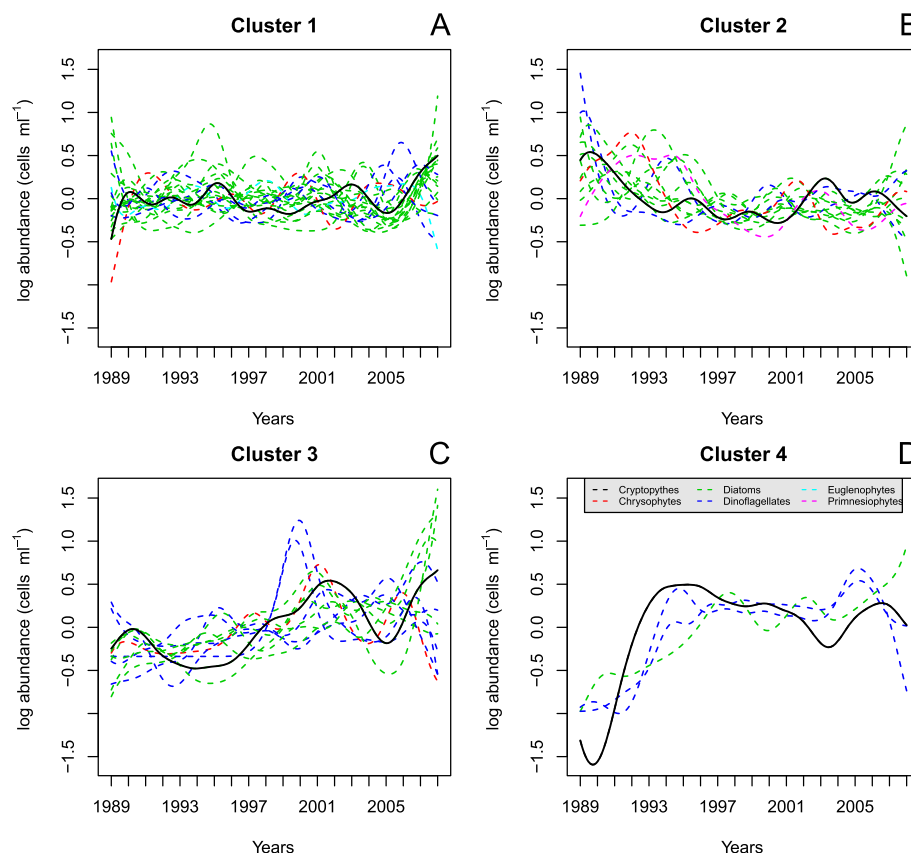 Cluster 1 A
log abundance (cells ml⁻¹)
1.5
1.0
0.5
0.0
−0.5
−1.5
1989 1993 1997 2001 2005
Years
Cluster 2 B
log abundance (cells ml⁻¹)
1.5
1.0
0.5
0.0
−0.5
−1.5
1989 1993 1997 2001 2005
Years
Cluster 3 C
log abundance (cells ml⁻¹)
1.5
1.0
0.5
0.0
−0.5
−1.5
1989 1993 1997 2001 2005
Years
Cluster 4 D
Cryptopythes Diatoms Euglenophytes
Chrysophytes Dinoflagellates Primnesiophytes
log abundance (cells ml⁻¹)
1.5
1.0
0.5
0.0
−0.5
−1.5
1989 1993 1997 2001 2005
Years